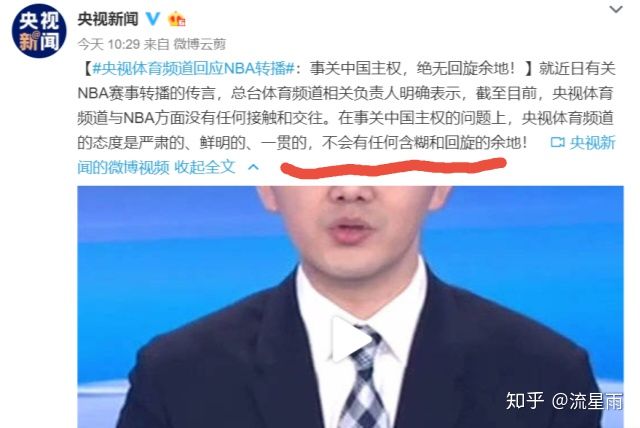 央视
新闻
央视新闻
今天 10:29 来自 微博云剪
【#央视体育频道回应NBA转播#：事关中国主权，绝无回旋余地！】就近日有关
NBA赛事转播的传言，总台体育频道相关负责人明确表示，截至目前，央视体育
频道与NBA方面没有任何接触和交往。在事关中国主权的问题上，央视体育频道
的态度是严肃的、鲜明的、一贯的，不会有任何含糊和回旋的余地！ 央视新
闻的微博视频 收起全文
知乎 @流星雨